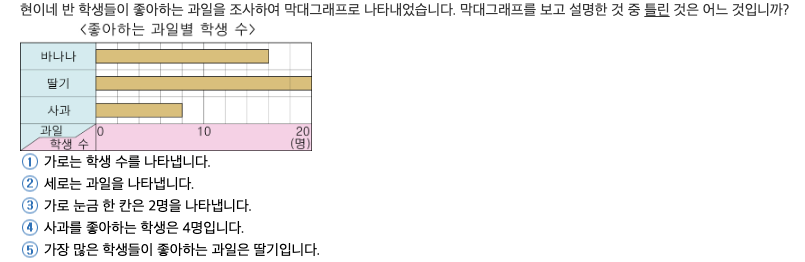 현이네 반 학생들이 좋아하는 과일을 조사하여 막대그래프로 나타내었습니다. 막대그래프를 보고 설명한 것 중 틀린 것은 어느 것입니까?
<좋아하는 과일별 학생 수>
바나나
딸기
사과
과일
학생 수
0 10 20
(명)
① 가로는 학생 수를 나타냅니다.
② 세로는 과일을 나타냅니다.
③ 가로 눈금 한 칸은 2명을 나타냅니다.
④ 사과를 좋아하는 학생은 4명입니다.
⑤ 가장 많은 학생들이 좋아하는 과일은 딸기입니다.